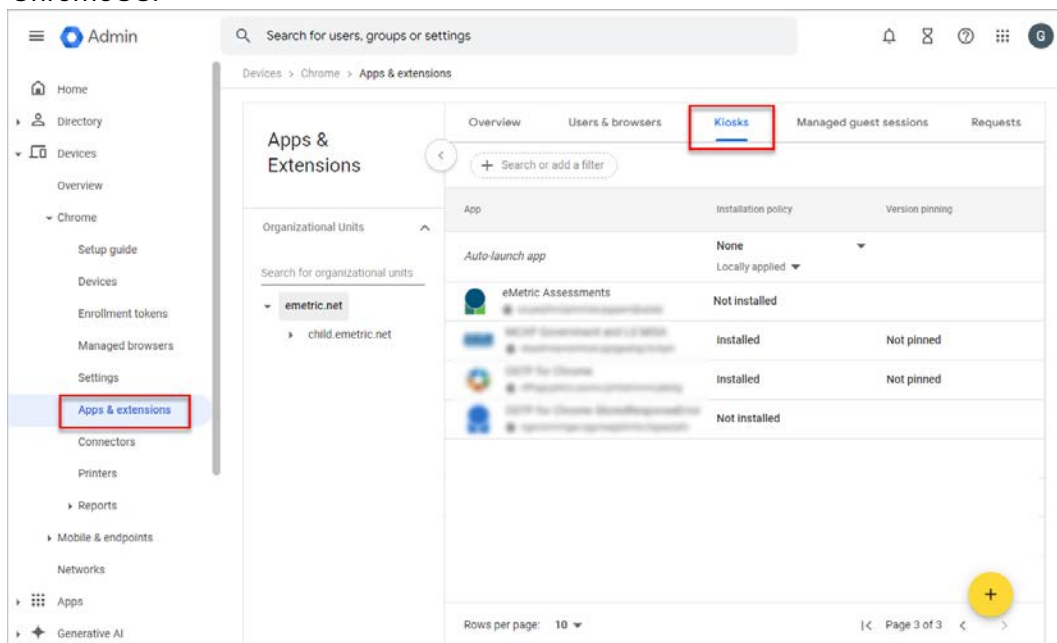 Admin
Search for users, groups or settings
G
Devices > Chrome > Apps & extensions
Home
Directory
Devices
Overview
Chrome
Setup guide
Devices
Enrollment tokens
Managed browsers
Settings
Apps & extensions
Connectors
Printers
Reports
Mobile & endpoints
Networks
Apps
Generative AI
Apps &
Extensions
Organizational Units
Search for organizational units
emetric.net
child.emetric.net
Overview Users & browsers Kiosks Managed guest sessions Requests
+ Search or add a filter
App Installation policy Version pinning
Auto-launch app None
Locally applied
eMetric Assessments Not installed
Installed Not pinned
Installed Not pinned
Not installed
+
Rows per page: 10 |< Page 3 of 3 < >